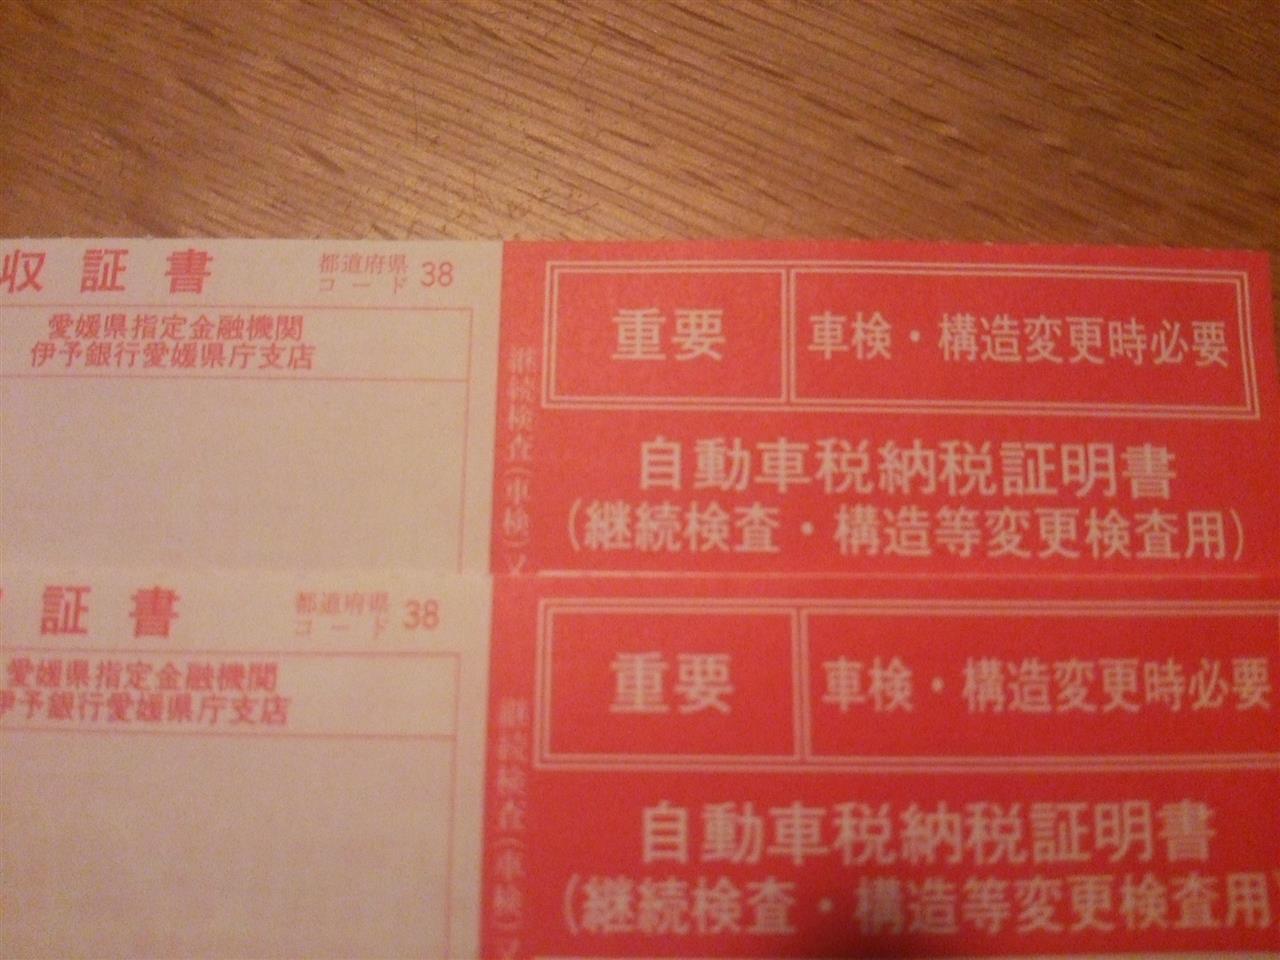 収証書
都道府県
コード 38
愛媛県指定金融機関
伊予銀行愛媛県庁支店
継続検査(車検)又
重要
車検・構造変更時必要
自動車税納税証明書
(継続検査・構造等変更検査用)
証書
都道府県
コード 38
愛媛県指定金融機関
伊予銀行愛媛県庁支店
継続検査(車検)又
重要
車検・構造変更時必要
自動車税納税証明書
(継続検査・構造等変更検査用)